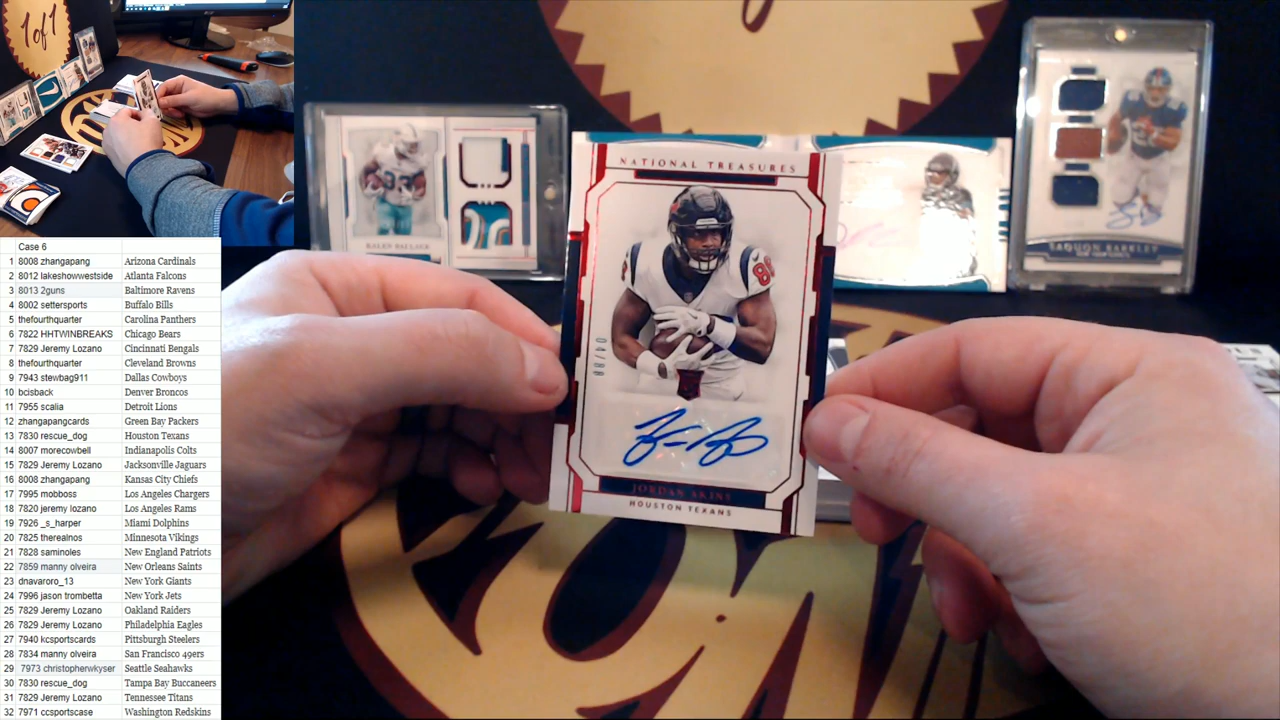 1of1
Case 6
1 8008 zhangapang Arizona Cardinals
2 8012 lakeshowwestside Atlanta Falcons
3 8013 2guns Baltimore Ravens
4 8002 settersports Buffalo Bills
5 thefourthquarter Carolina Panthers
6 7822 HHTWINBREAKS Chicago Bears
7 7829 Jeremy Lozano Cincinnati Bengals
8 thefourthquarter Cleveland Browns
9 7943 stewbag911 Dallas Cowboys
10 bcisback Denver Broncos
11 7955 scalia Detroit Lions
12 zhangapangcards Green Bay Packers
13 7830 rescue_dog Houston Texans
14 8007 morecowbell Indianapolis Colts
15 7829 Jeremy Lozano Jacksonville Jaguars
16 8008 zhangapang Kansas City Chiefs
17 7995 mobboss Los Angeles Chargers
18 7820 jeremy lozano Los Angeles Rams
19 7926 _s_harper Miami Dolphins
20 7825 therealnos Minnesota Vikings
21 7828 saminoles New England Patriots
22 7859 manny olveira New Orleans Saints
23 dnavaroro_13 New York Giants
24 7996 jason trombetta New York Jets
25 7829 Jeremy Lozano Oakland Raiders
26 7829 Jeremy Lozano Philadelphia Eagles
27 7940 kcsportscards Pittsburgh Steelers
28 7834 manny olveira San Francisco 49ers
29 7973 christopherwkyser Seattle Seahawks
30 7830 rescue_dog Tampa Bay Buccaneers
31 7829 Jeremy Lozano Tennessee Titans
32 7971 ccsportscase Washington Redskins
NATIONAL TREASURES
04/88
JORDAN AKINS
HOUSTON TEXANS
KALEN BALLAGE
SAQUON BARKLEY
NEW YORK GIANTS